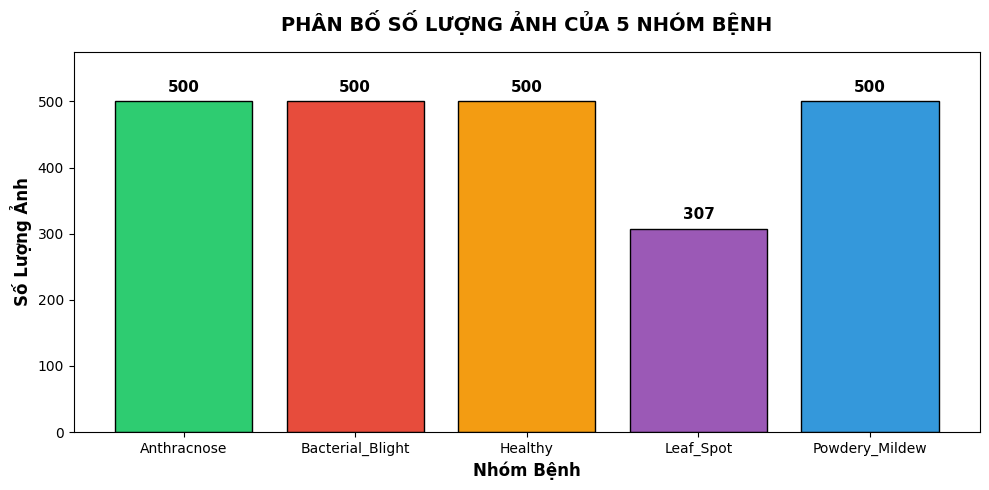 PHÂN BỐ SỐ LƯỢNG ẢNH CỦA 5 NHÓM BỆNH
500 500 500 307 500
Số Lượng Ảnh
500
400
300
200
100
0
Anthracnose Bacterial_Blight Healthy Leaf_Spot Powdery_Mildew
Nhóm Bệnh